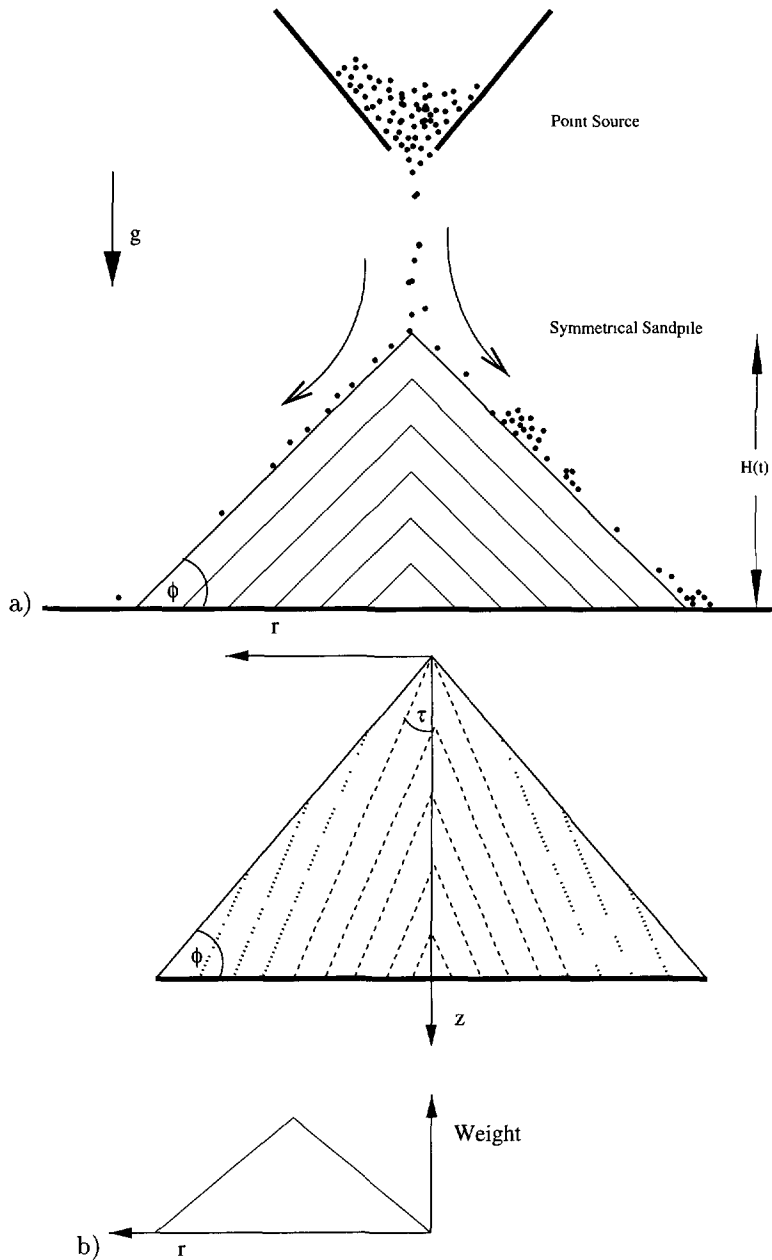 Point Source
g
Symmetrical Sandpile
H(t)
ϕ
a)
r
τ
ϕ
z
Weight
b)
r